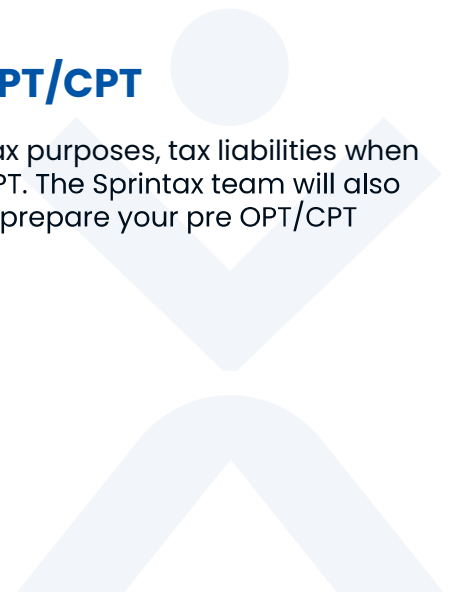 PT/CPT
ax purposes, tax liabilities when
PT. The Sprintax team will also
prepare your pre OPT/CPT